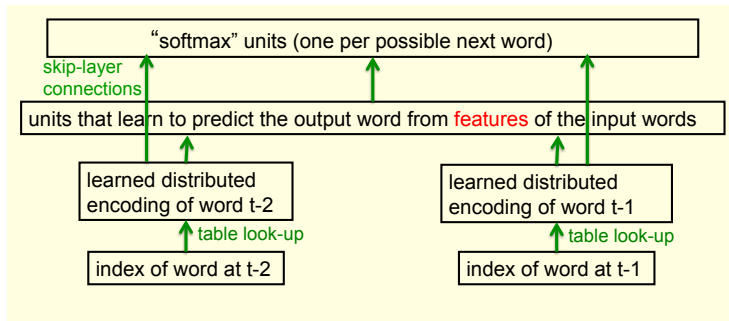 “softmax” units (one per possible next word)
skip-layer
connections
units that learn to predict the output word from features of the input words
learned distributed
encoding of word t-2
learned distributed
encoding of word t-1
table look-up
table look-up
index of word at t-2
index of word at t-1